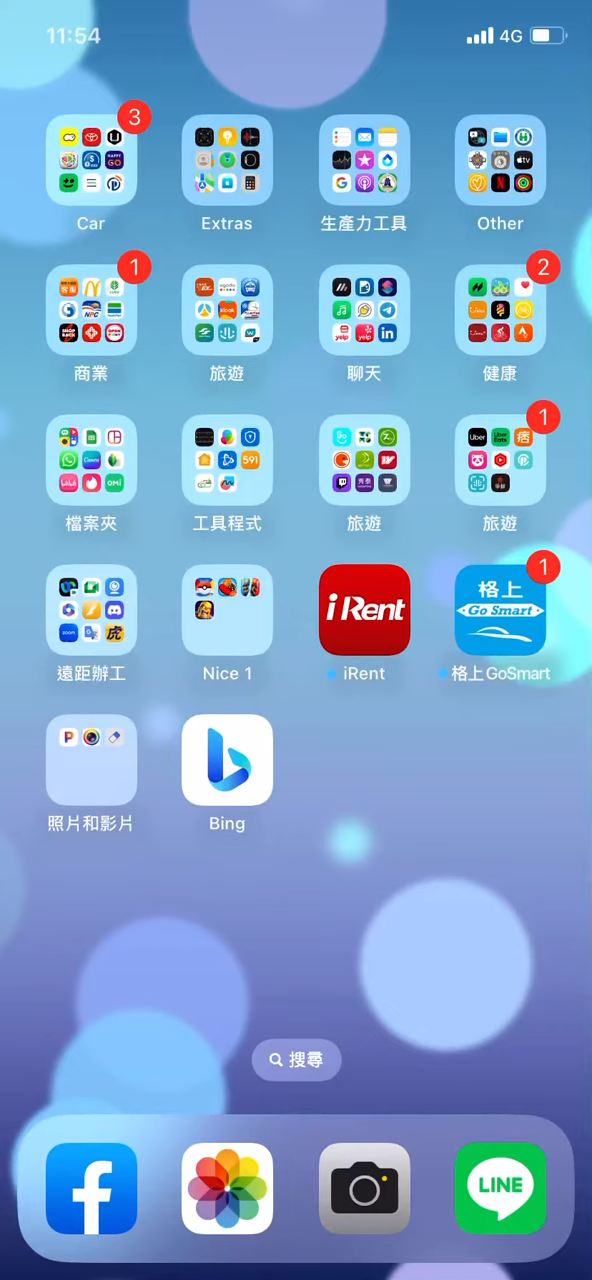 11:54
4G
3
Car
Extras
生產力工具
Other
1
商業
旅遊
聊天
2
健康
檔案夾
工具程式
旅遊
1
旅遊
遠距辦工
Nice 1
iRent
iRent
1
格上
Go Smart
格上GoSmart
照片和影片
Bing
搜尋
LINE